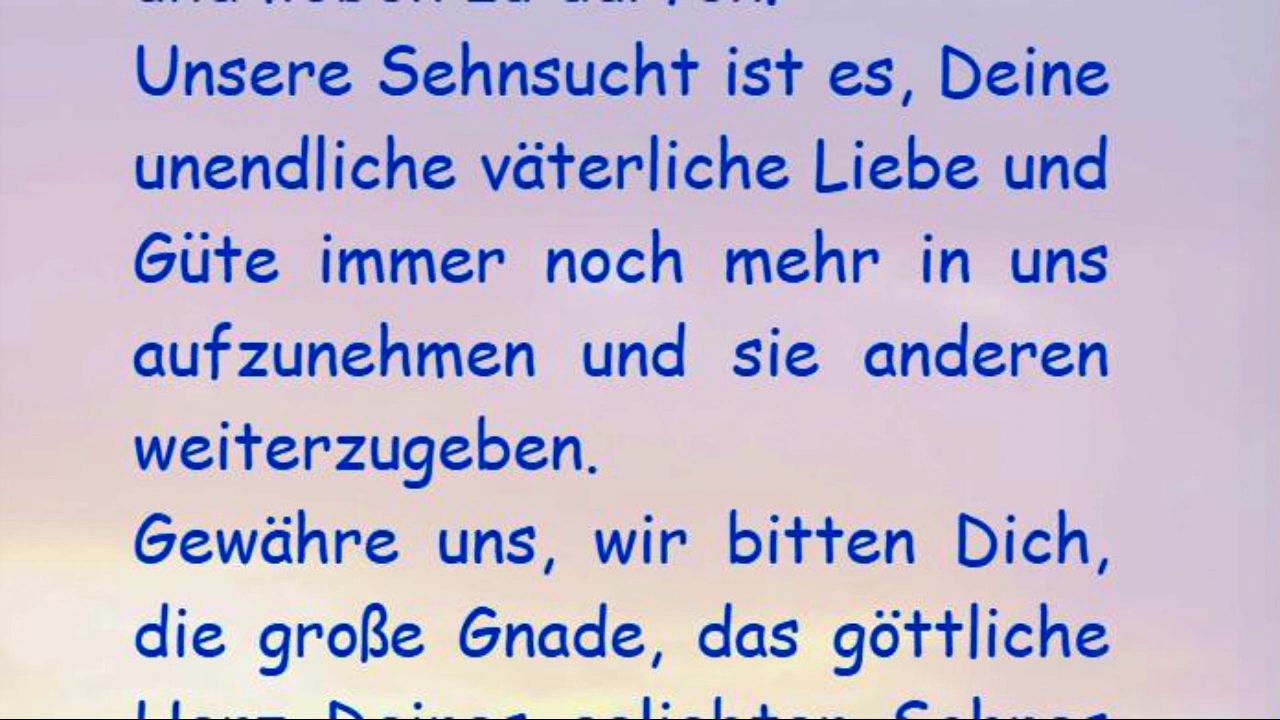 Unsere Sehnsucht ist es, Deine
unendliche väterliche Liebe und
Güte immer noch mehr in uns
aufzunehmen und sie anderen
weiterzugeben.
Gewähre uns, wir bitten Dich,
die große Gnade, das göttliche